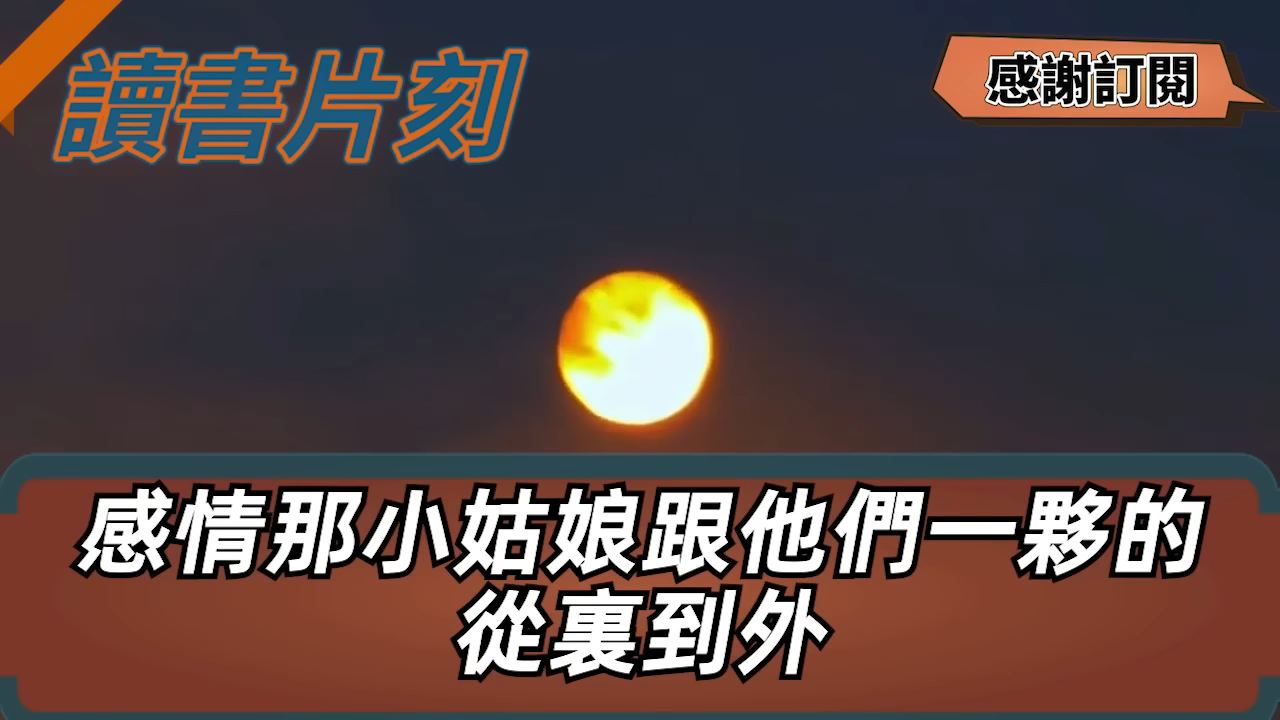 讀書片刻
感謝訂閱
感情那小姑娘跟他們一夥的
從裏到外